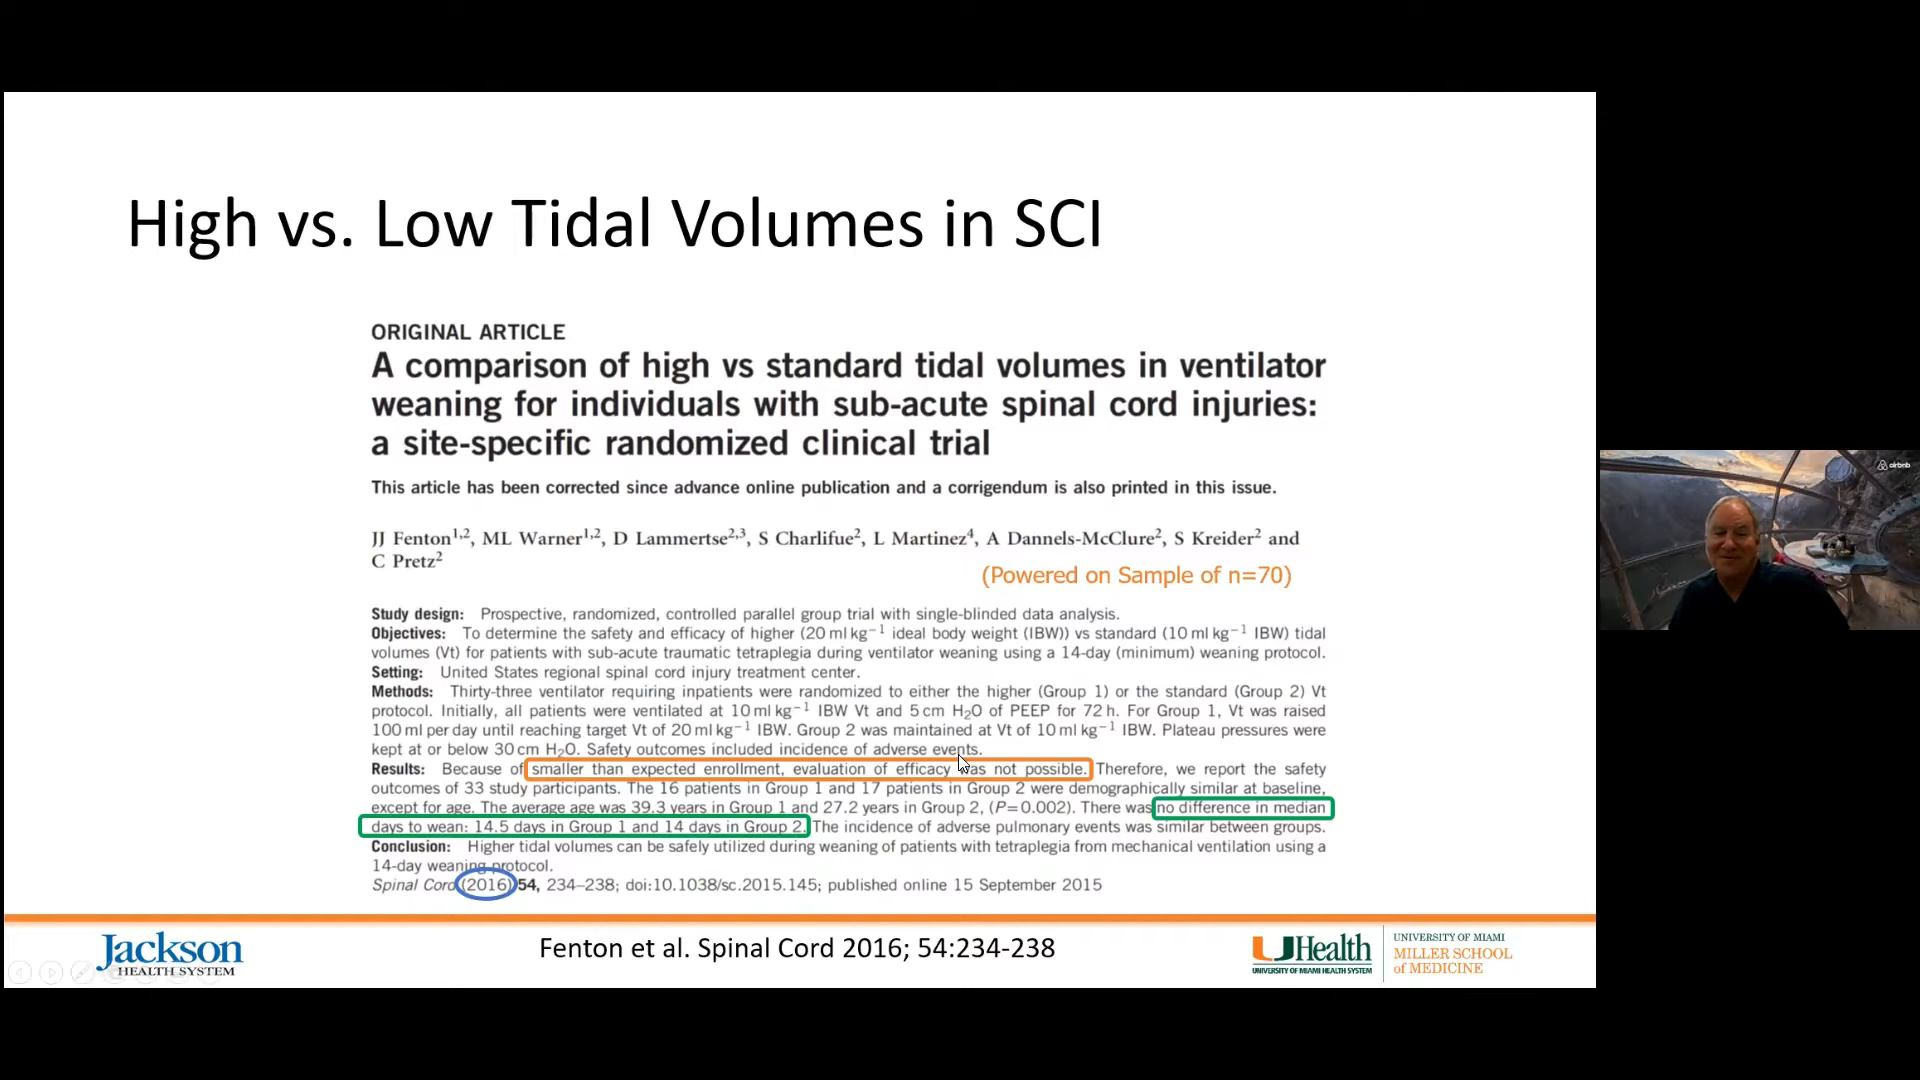 High vs. Low Tidal Volumes in SCI
ORIGINAL ARTICLE
A comparison of high vs standard tidal volumes in ventilator
weaning for individuals with sub-acute spinal cord injuries:
a site-specific randomized clinical trial
This article has been corrected since advance online publication and a corrigendum is also printed in this issue.
JJ Fenton1,2, ML Warner1,2, D Lammertse2,3, S Charlifue2, L Martinez4, A Dannels-McClure2, S Kreider2 and
C Pretz2
(Powered on Sample of n=70)
Study design: Prospective, randomized, controlled parallel group trial with single-blinded data analysis.
Objectives: To determine the safety and efficacy of higher (20 ml kg−1 ideal body weight (IBW)) vs standard (10 ml kg−1 IBW) tidal
volumes (Vt) for patients with sub-acute traumatic tetraplegia during ventilator weaning using a 14-day (minimum) weaning protocol.
Setting: United States regional spinal cord injury treatment center.
Methods: Thirty-three ventilator requiring inpatients were randomized to either the higher (Group 1) or the standard (Group 2) Vt
protocol. Initially, all patients were ventilated at 10 ml kg−1 IBW Vt and 5 cm H2O of PEEP for 72 h. For Group 1, Vt was raised
100 ml per day until reaching target Vt of 20 ml kg−1 IBW. Group 2 was maintained at Vt of 10 ml kg−1 IBW. Plateau pressures were
kept at or below 30 cm H2O. Safety outcomes included incidence of adverse events.
Results: Because of smaller than expected enrollment, evaluation of efficacy was not possible. Therefore, we report the safety
outcomes of 33 study participants. The 16 patients in Group 1 and 17 patients in Group 2 were demographically similar at baseline,
except for age. The average age was 39.3 years in Group 1 and 27.2 years in Group 2, (P=0.002). There was no difference in median
days to wean: 14.5 days in Group 1 and 14 days in Group 2. The incidence of adverse pulmonary events was similar between groups.
Conclusion: Higher tidal volumes can be safely utilized during weaning of patients with tetraplegia from mechanical ventilation using a
14-day weaning protocol.
Spinal Cord (2016) 54, 234–238; doi:10.1038/sc.2015.145; published online 15 September 2015
Jackson
HEALTH SYSTEM
Fenton et al. Spinal Cord 2016; 54:234-238
UHealth
UNIVERSITY OF MIAMI HEALTH SYSTEM
UNIVERSITY OF MIAMI
MILLER SCHOOL
of MEDICINE
airbnb